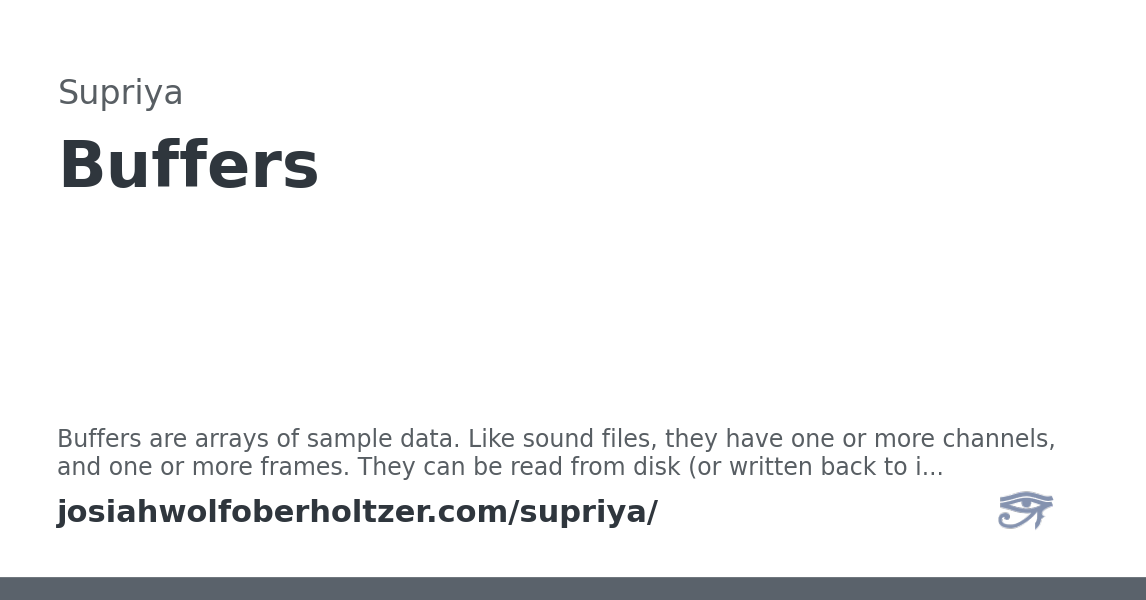 Supriya
Buffers
Buffers are arrays of sample data. Like sound files, they have one or more channels,
and one or more frames. They can be read from disk (or written back to i...
josiahwolfoberholtzer.com/supriya/